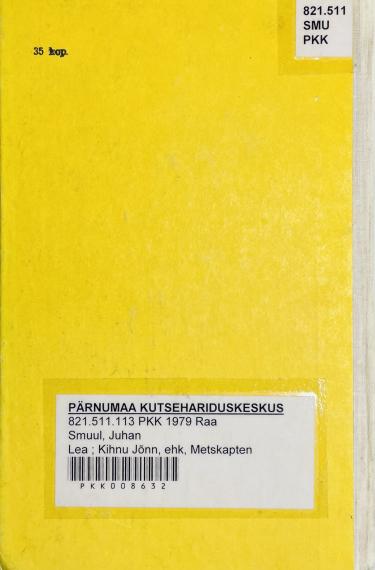 821.511
SMU
PKK
35 kop.
PÄRNUMAA KUTSEHARIDUSKESKUS
821.511.113 PKK 1979 Raa
Smuul, Juhan
Lea ; Kihnu Jõnn, ehk, Metskapten
PKK008632